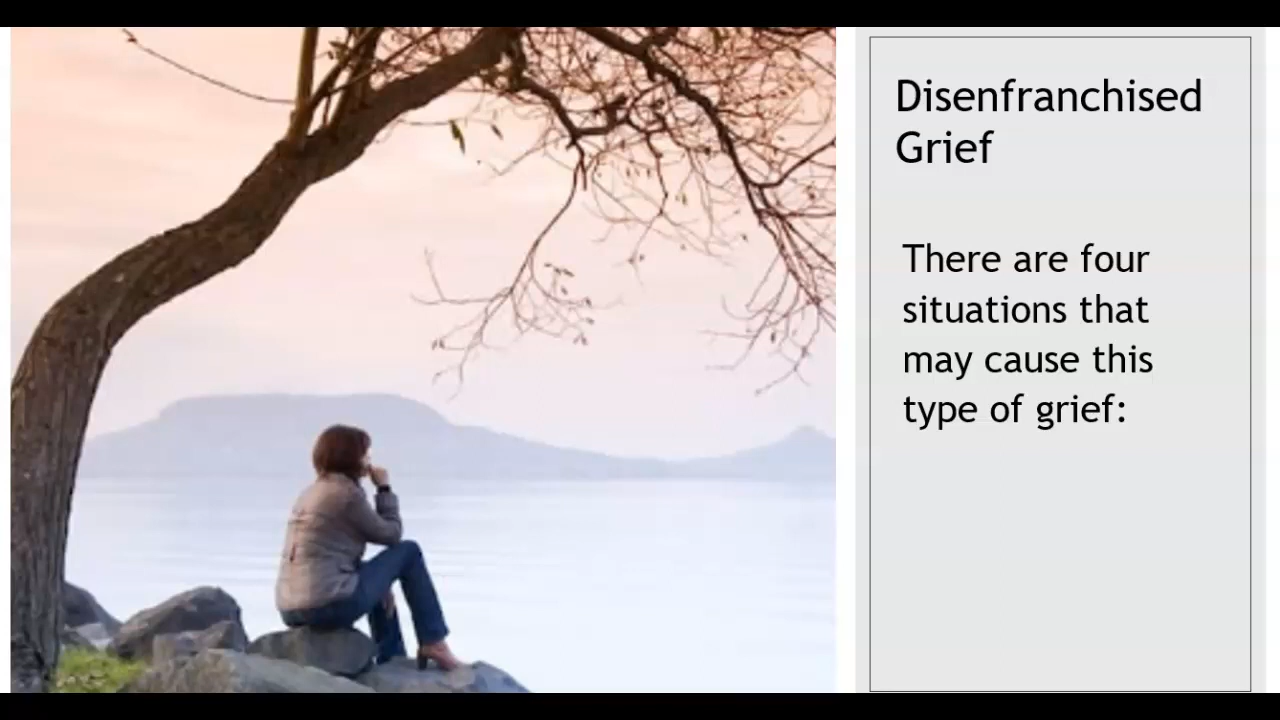 Disenfranchised
Grief
There are four
situations that
may cause this
type of grief: